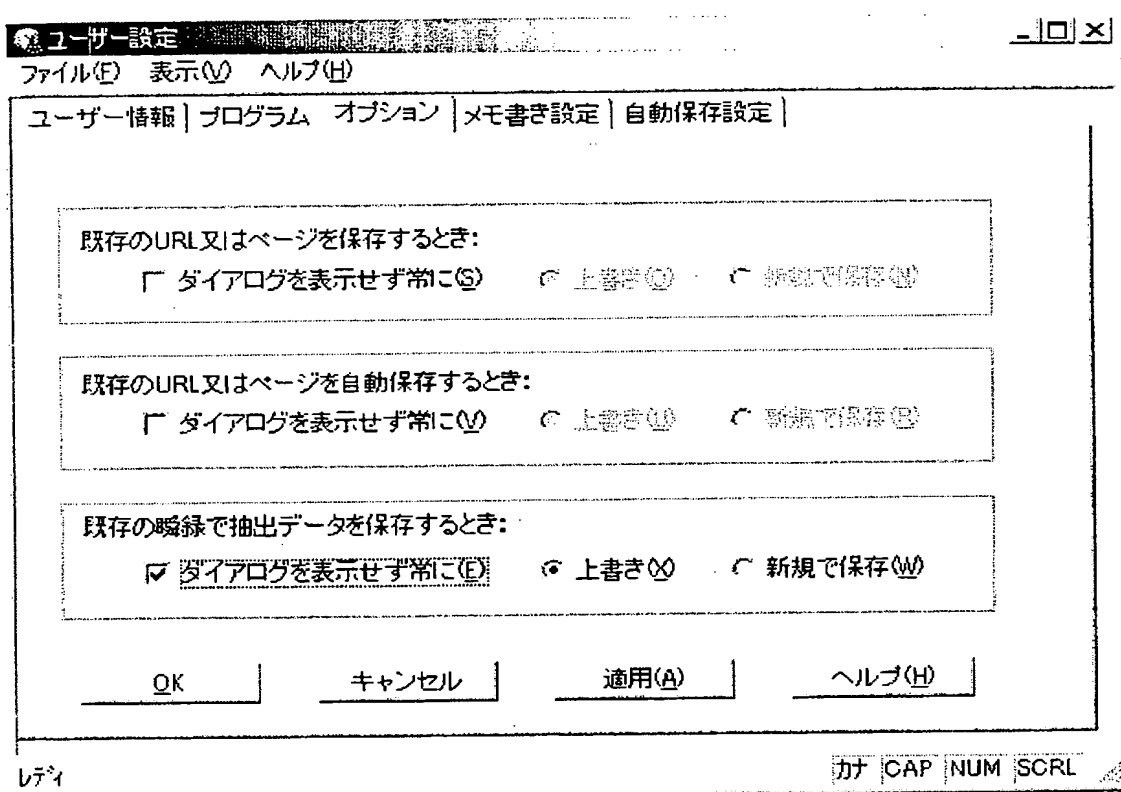 ユーザー設定
ファイル(F) 表示(V) ヘルプ(H)
ユーザー情報 プログラム オプション メモ書き設定 自動保存設定
既存のURL又はページを保存するとき:
ダイアログを表示せず常に(S) 上書き(O) 新規で保存(N)
既存のURL又はページを自動保存するとき:
ダイアログを表示せず常に(V) 上書き(U) 新規で保存(R)
既存の瞬録で抽出データを保存するとき:
ダイアログを表示せず常に(E) 上書き(X) 新規で保存(W)
OK キャンセル 適用(A) ヘルプ(H)
レディ カナ CAP NUM SCRL